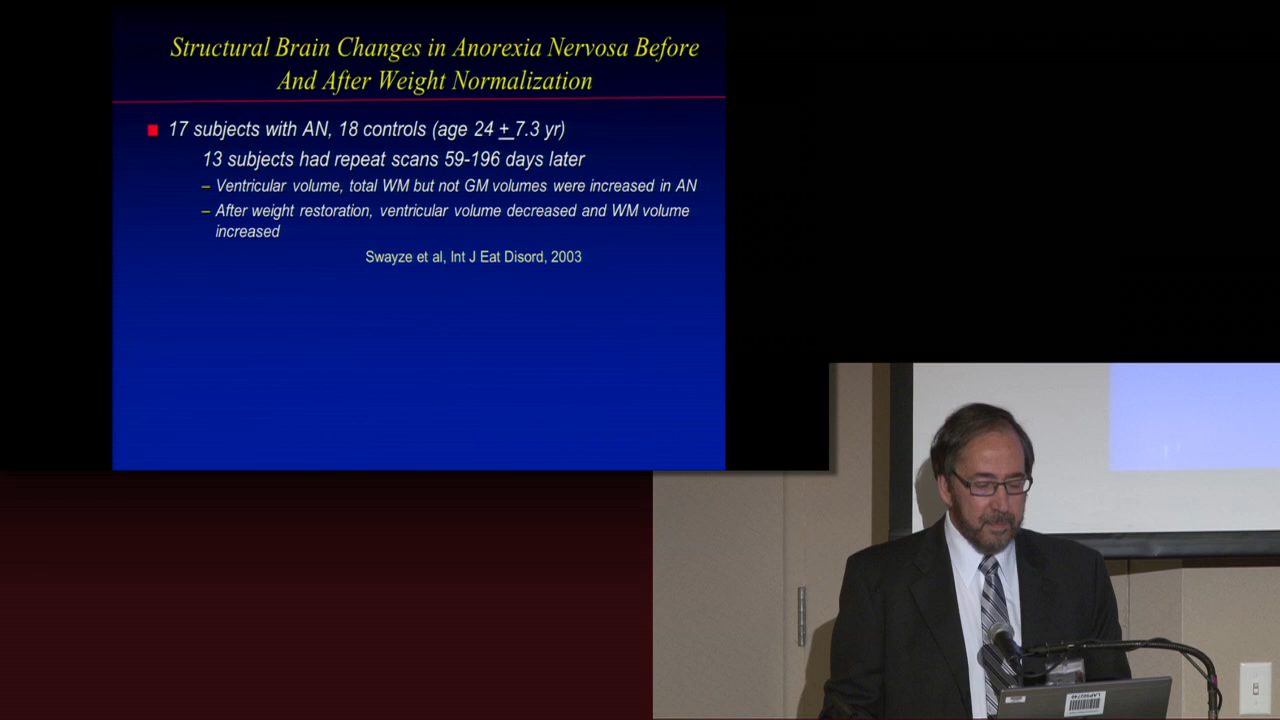 Structural Brain Changes in Anorexia Nervosa Before
And After Weight Normalization
17 subjects with AN, 18 controls (age 24 + 7.3 yr)
13 subjects had repeat scans 59-196 days later
– Ventricular volume, total WM but not GM volumes were increased in AN
– After weight restoration, ventricular volume decreased and WM volume
increased
Swayze et al, Int J Eat Disord, 2003